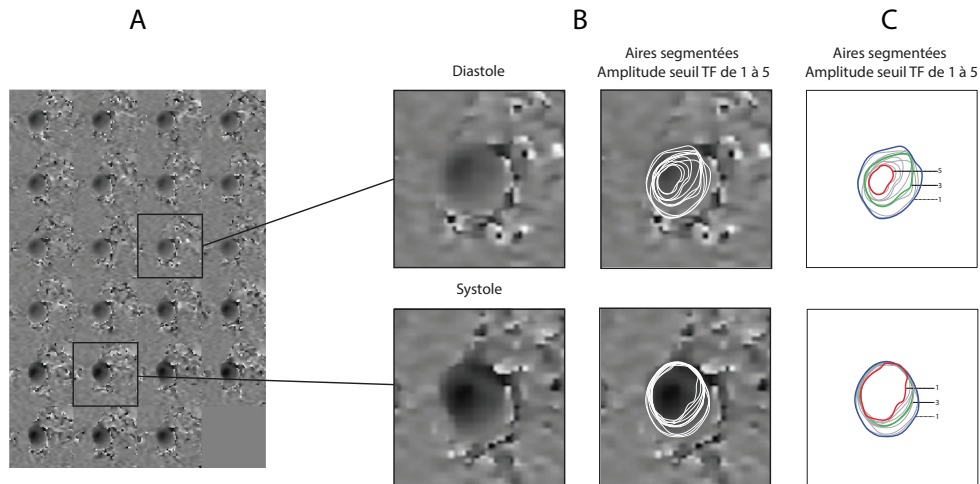 A
B
C
Diastole
Aires segmentées
Amplitude seuil TF de 1 à 5
Aires segmentées
Amplitude seuil TF de 1 à 5
5
3
1
Systole
1
3
1